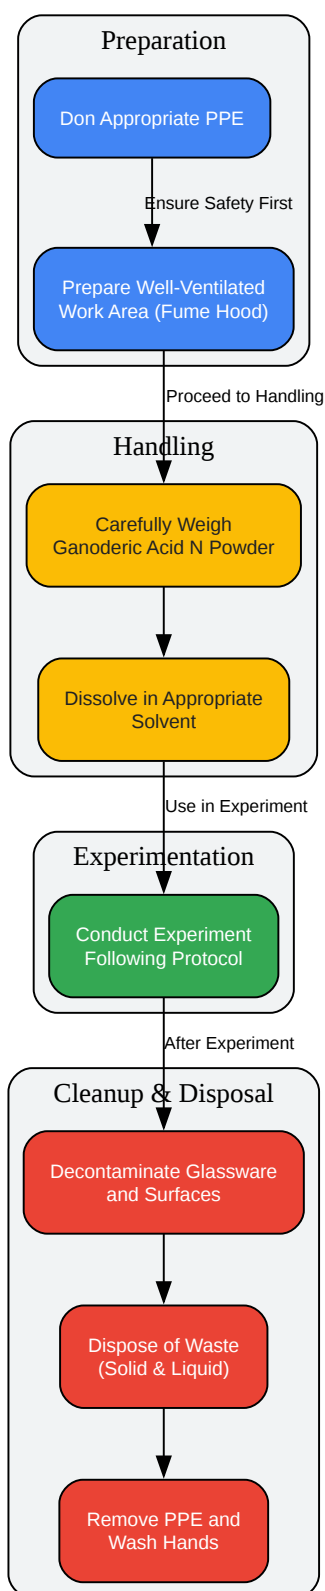 Preparation
Don Appropriate PPE
Ensure Safety First
Prepare Well-Ventilated
Work Area (Fume Hood)
Proceed to Handling
Handling
Carefully Weigh
Ganoderic Acid N Powder
Dissolve in Appropriate
Solvent
Use in Experiment
Experimentation
Conduct Experiment
Following Protocol
After Experiment
Cleanup & Disposal
Decontaminate Glassware
and Surfaces
Dispose of Waste
(Solid & Liquid)
Remove PPE and
Wash Hands